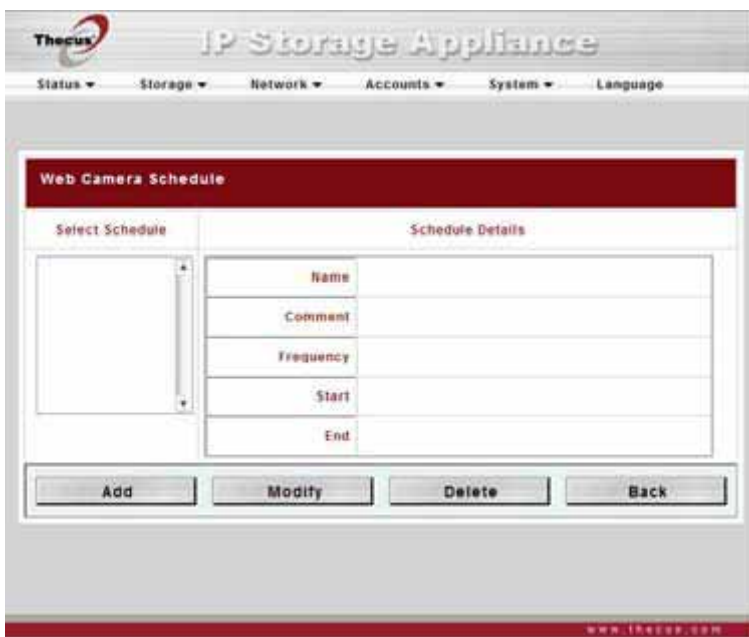 Thecus
IP Storage Appliance
Status Storage Network Accounts System Language
Web Camera Schedule
Select Schedule Schedule Details
Name
Comment
Frequency
Start
End
Add Modify Delete Back
www.thecus.com